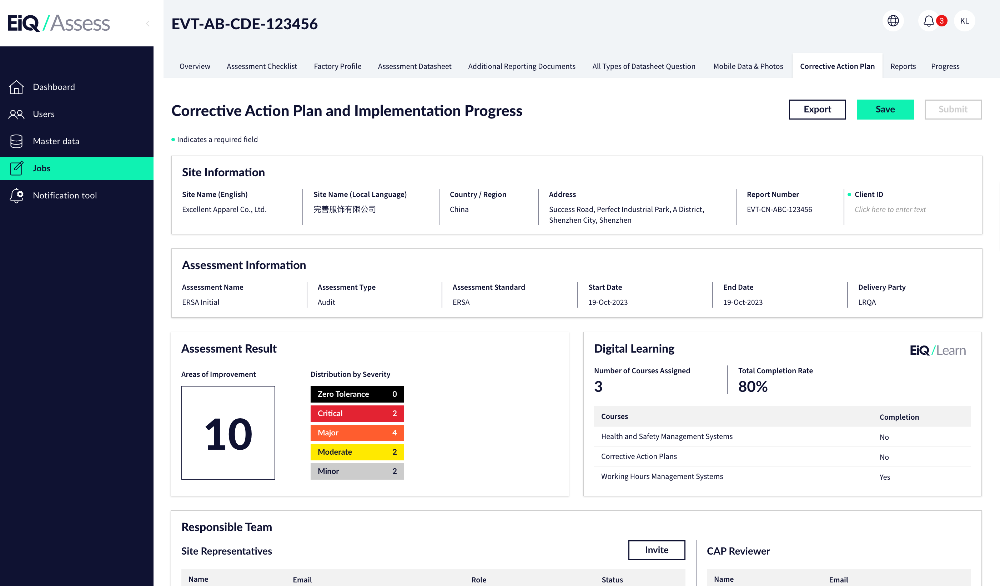 EiQ/Assess
EVT-AB-CDE-123456
3
KL
Overview
Assessment Checklist
Factory Profile
Assessment Datasheet
Additional Reporting Documents
All Types of Datasheet Question
Mobile Data & Photos
Corrective Action Plan
Reports
Progress
Dashboard
Users
Master data
Jobs
Notification tool
Corrective Action Plan and Implementation Progress
Export
Save
Submit
Indicates a required field
Site Information
Site Name (English)
Excellent Apparel Co., Ltd.
Site Name (Local Language)
完善服饰有限公司
Country / Region
China
Address
Success Road, Perfect Industrial Park, A District,
Shenzhen City, Shenzhen
Report Number
EVT-CN-ABC-123456
Client ID
Click here to enter text
Assessment Information
Assessment Name
ERSA Initial
Assessment Type
Audit
Assessment Standard
ERSA
Start Date
19-Oct-2023
End Date
19-Oct-2023
Delivery Party
LRQA
Assessment Result
Areas of Improvement
10
Distribution by Severity
Zero Tolerance 0
Critical 2
Major 4
Moderate 2
Minor 2
Digital Learning
EiQ/Learn
Number of Courses Assigned
3
Total Completion Rate
80%
Courses Completion
Health and Safety Management Systems No
Corrective Action Plans No
Working Hours Management Systems Yes
Responsible Team
Site Representatives
Invite
Name Email Role Status
CAP Reviewer
Name Email